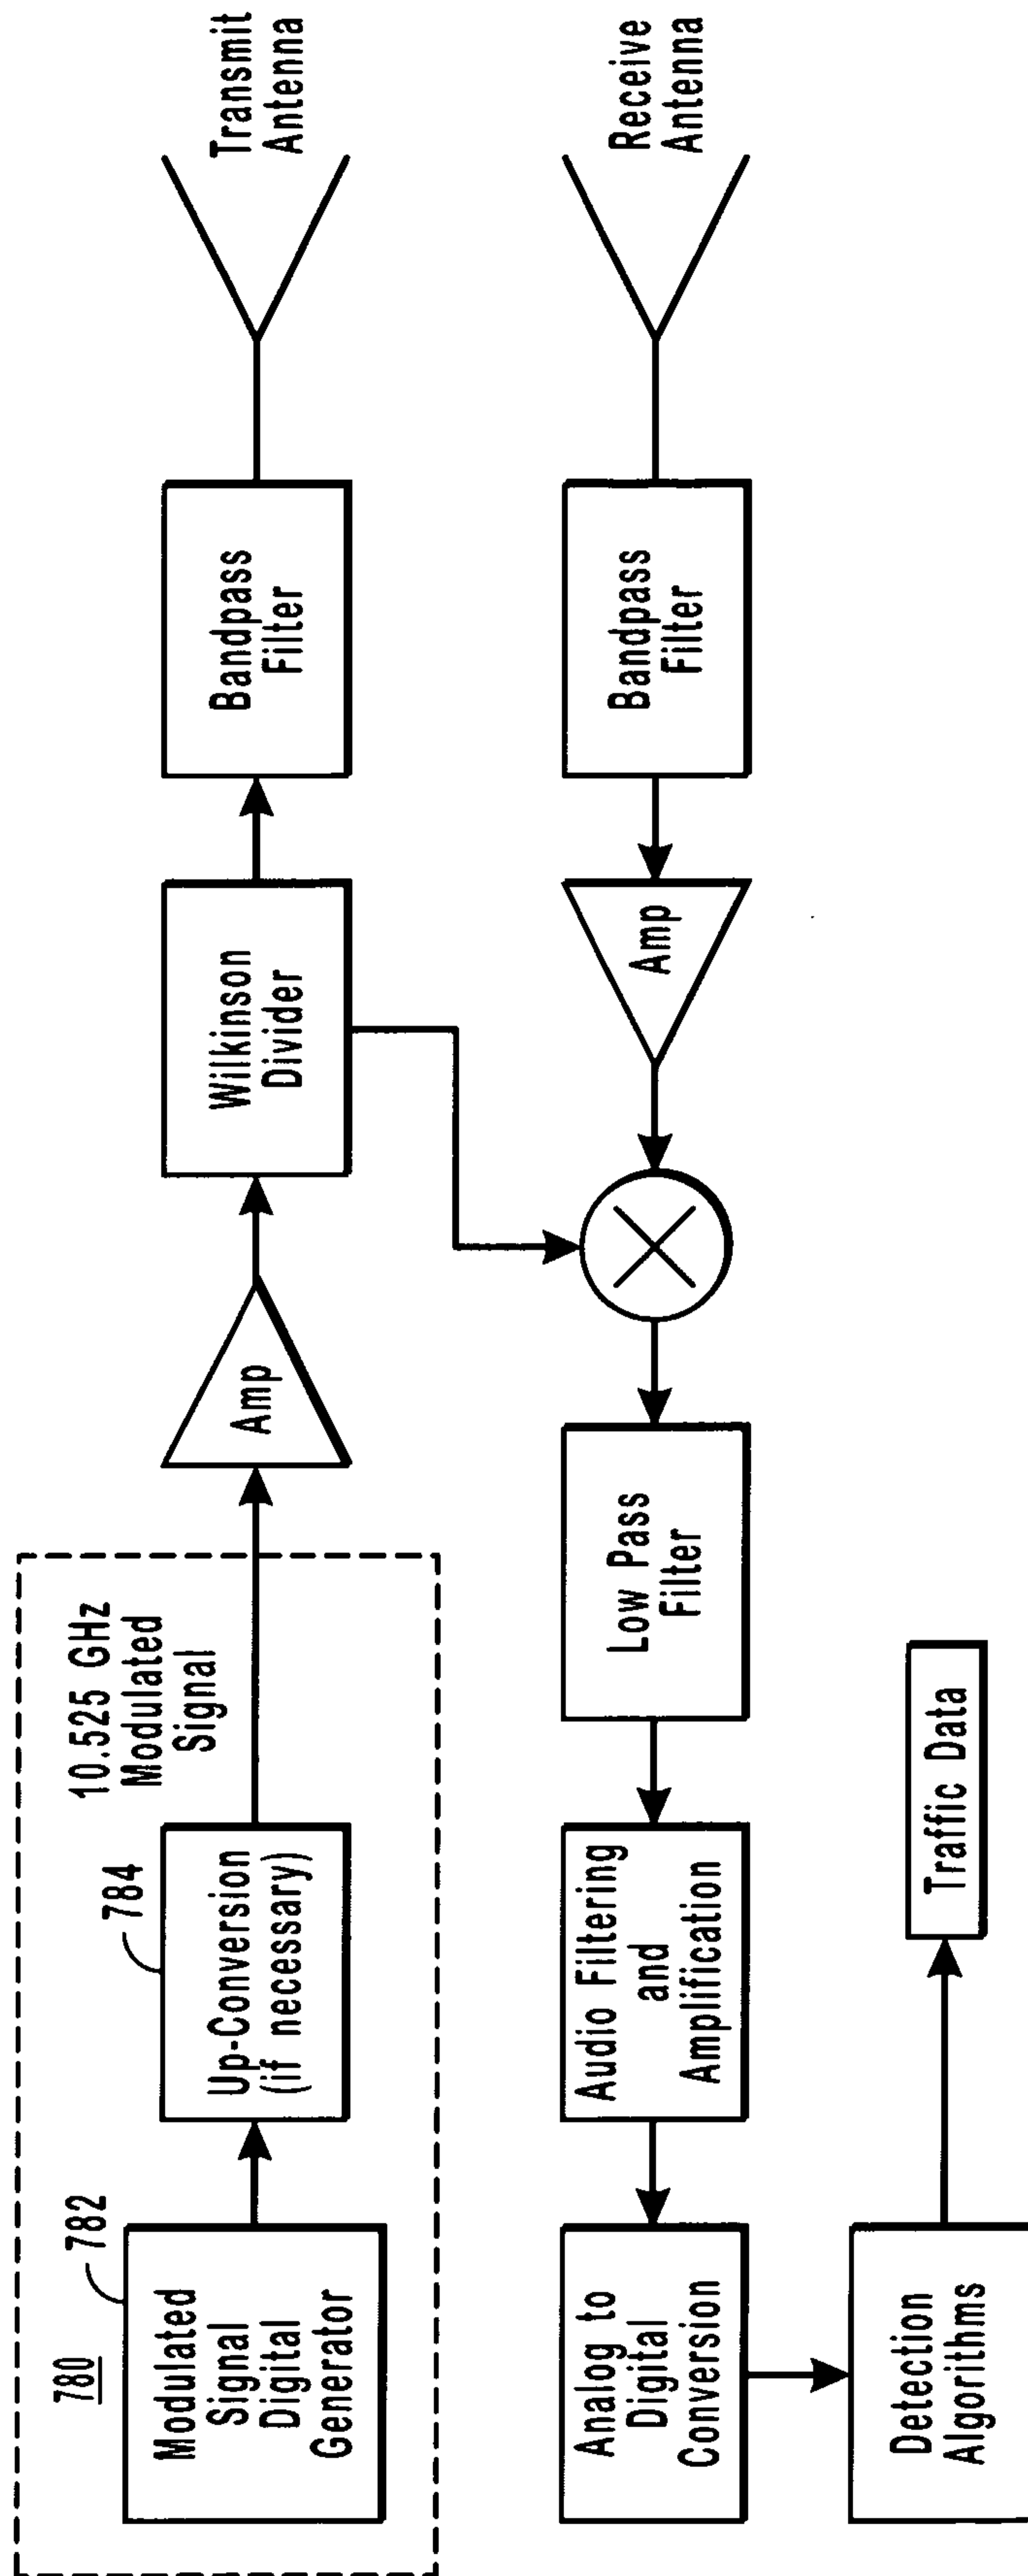 780
782
Modulated
Signal
Digital
Generator
784
Up-Conversion
(if necessary)
10.525 GHz
Modulated
Signal
Amp
Wilkinson
Divider
Bandpass
Filter
Transmit
Antenna
Receive
Antenna
Bandpass
Filter
Amp
Low Pass
Filter
Audio Filtering
and
Amplification
Analog to
Digital
Conversion
Detection
Algorithms
Traffic Data